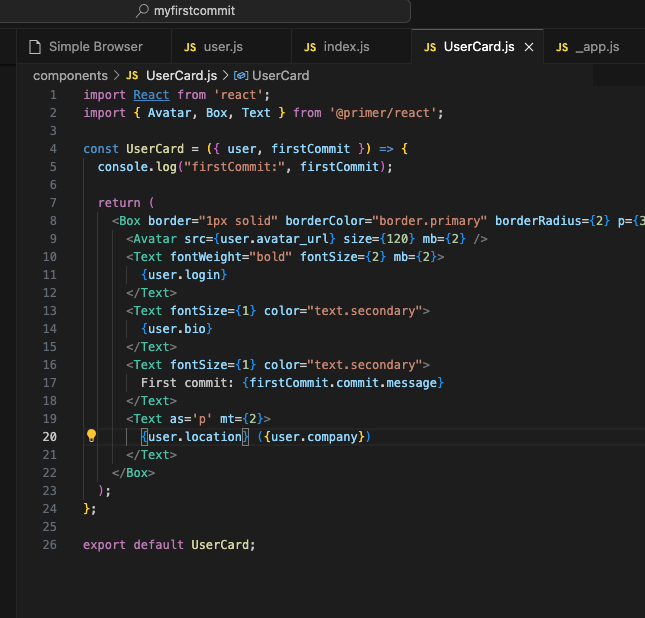 myfirstcommit
Simple Browser JS user.js JS index.js JS UserCard.js × JS _app.js
components > JS UserCard.js > UserCard
1 import React from 'react';
2 import { Avatar, Box, Text } from '@primer/react';
3
4 const UserCard = ({ user, firstCommit }) => {
5   console.log("firstCommit:", firstCommit);
6
7   return (
8     <Box border="1px solid" borderColor="border.primary" borderRadius={2} p={3
9       <Avatar src={user.avatar_url} size={120} mb={2} />
10       <Text fontWeight="bold" fontSize={2} mb={2}>
11         {user.login}
12       </Text>
13       <Text fontSize={1} color="text.secondary">
14         {user.bio}
15       </Text>
16       <Text fontSize={1} color="text.secondary">
17         First commit: {firstCommit.commit.message}
18       </Text>
19       <Text as='p' mt={2}>
20         {user.location} ({user.company})
21       </Text>
22     </Box>
23   );
24 };
25
26 export default UserCard;